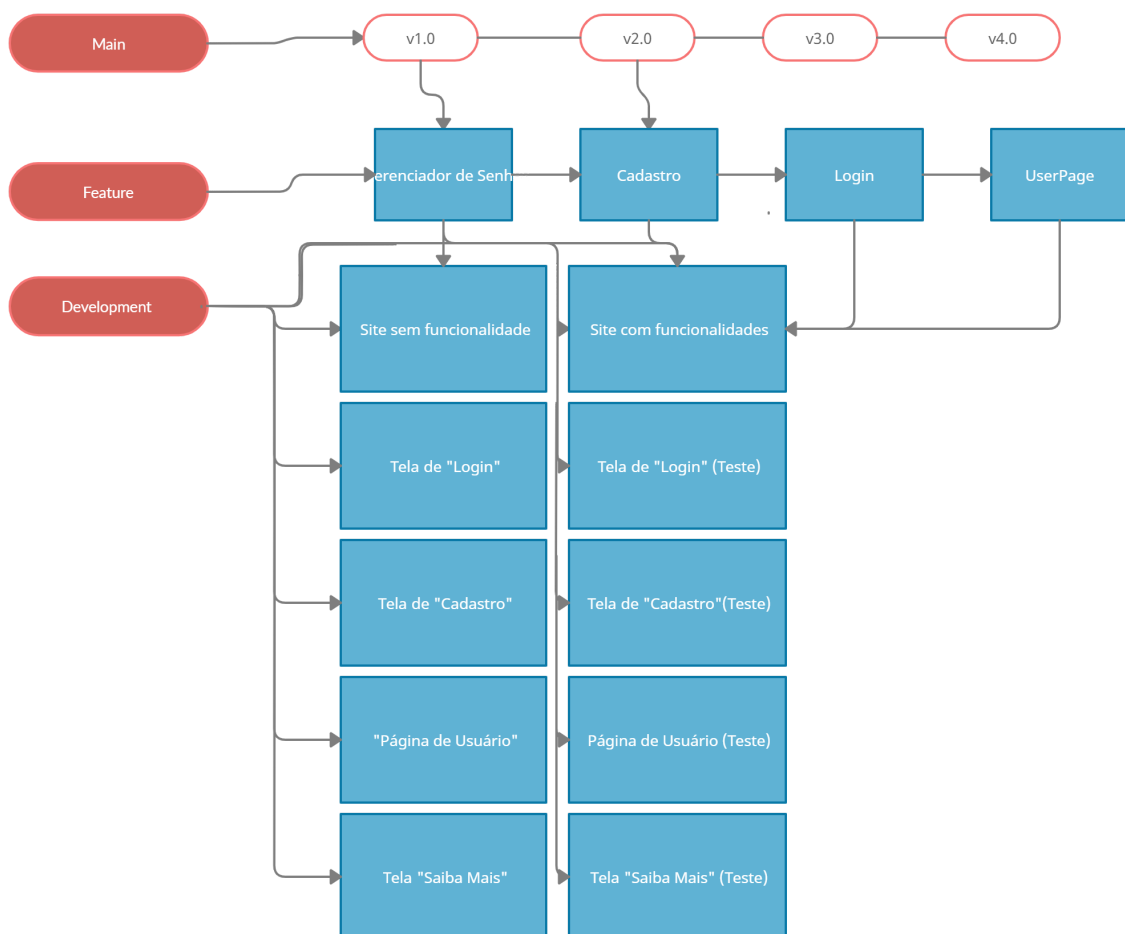 Main
v1.0
v2.0
v3.0
v4.0
Feature
erenciador de Senh
Cadastro
Login
UserPage
Development
Site sem funcionalidade
Site com funcionalidades
Tela de "Login"
Tela de "Login" (Teste)
Tela de "Cadastro"
Tela de "Cadastro"(Teste)
"Página de Usuário"
Página de Usuário (Teste)
Tela "Saiba Mais"
Tela "Saiba Mais" (Teste)